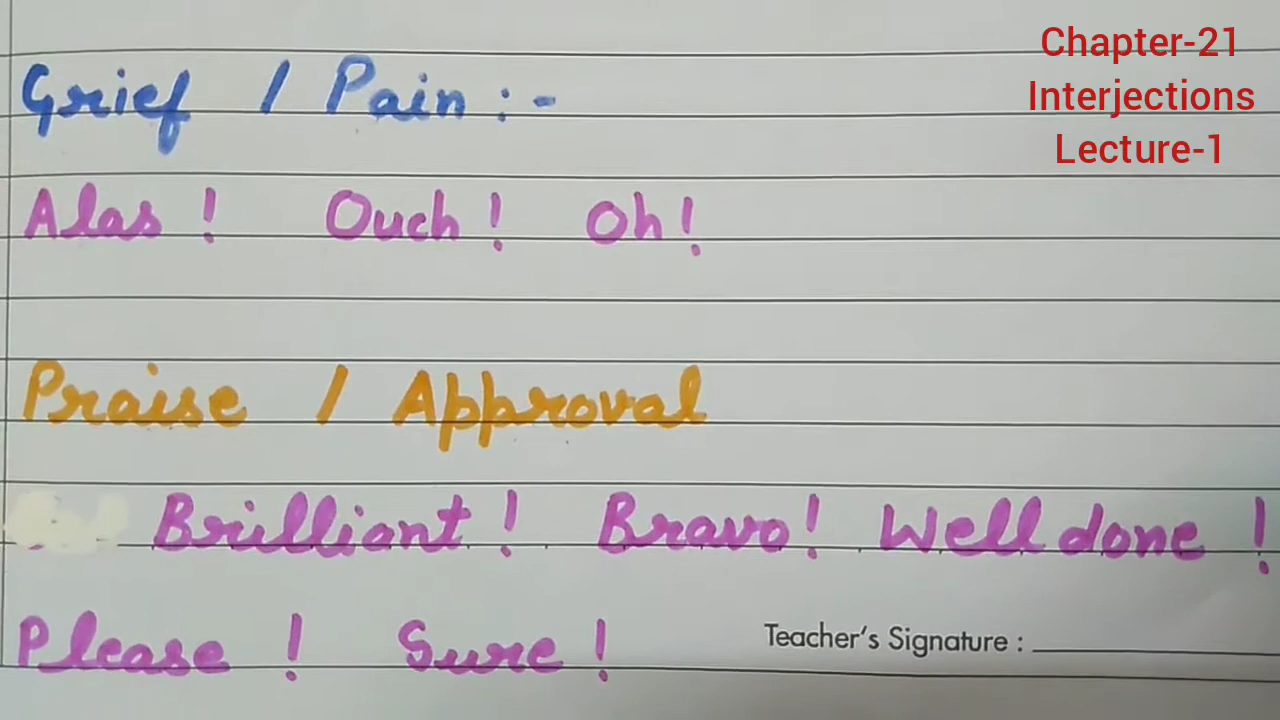 Chapter-21
Interjections
Lecture-1
Grief / Pain :-
Alas ! Ouch ! Oh !
Praise / Approval
Brilliant ! Bravo ! Well done !
Please ! Sure !
Teacher's Signature :